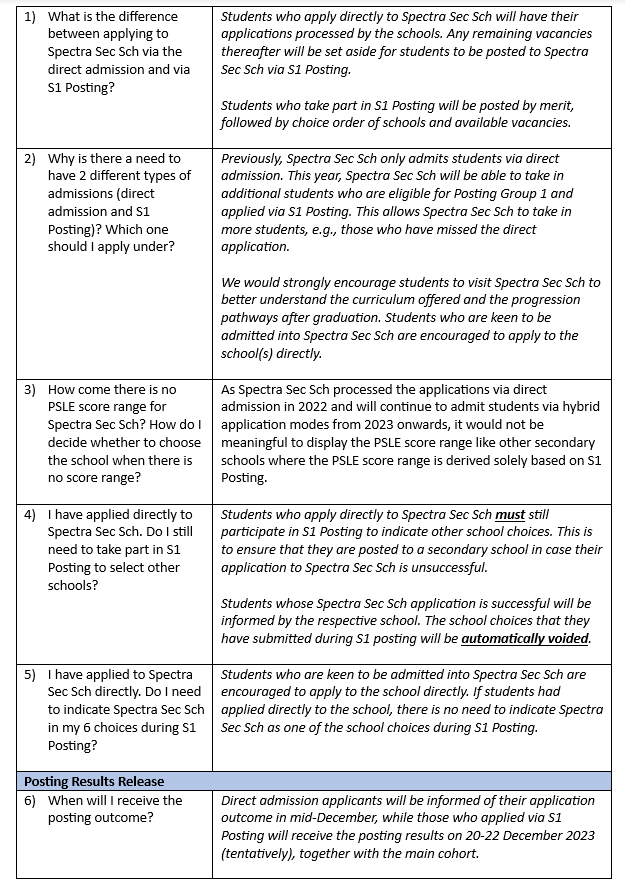 1) What is the difference
between applying to
Spectra Sec Sch via the
direct admission and via
S1 Posting?
Students who apply directly to Spectra Sec Sch will have their
applications processed by the schools. Any remaining vacancies
thereafter will be set aside for students to be posted to Spectra
Sec Sch via S1 Posting.
Students who take part in S1 Posting will be posted by merit,
followed by choice order of schools and available vacancies.
2) Why is there a need to
have 2 different types of
admissions (direct
admission and S1
Posting)? Which one
should I apply under?
Previously, Spectra Sec Sch only admits students via direct
admission. This year, Spectra Sec Sch will be able to take in
additional students who are eligible for Posting Group 1 and
applied via S1 Posting. This allows Spectra Sec Sch to take in
more students, e.g., those who have missed the direct
application.
We would strongly encourage students to visit Spectra Sec Sch to
better understand the curriculum offered and the progression
pathways after graduation. Students who are keen to be
admitted into Spectra Sec Sch are encouraged to apply to the
school(s) directly.
3) How come there is no
PSLE score range for
Spectra Sec Sch? How do I
decide whether to choose
the school when there is
no score range?
As Spectra Sec Sch processed the applications via direct
admission in 2022 and will continue to admit students via hybrid
application modes from 2023 onwards, it would not be
meaningful to display the PSLE score range like other secondary
schools where the PSLE score range is derived solely based on S1
Posting.
4) I have applied directly to
Spectra Sec Sch. Do I still
need to take part in S1
Posting to select other
schools?
Students who apply directly to Spectra Sec Sch must still
participate in S1 Posting to indicate other school choices. This is
to ensure that they are posted to a secondary school in case their
application to Spectra Sec Sch is unsuccessful.
Students whose Spectra Sec Sch application is successful will be
informed by the respective school. The school choices that they
have submitted during S1 posting will be automatically voided.
5) I have applied to Spectra
Sec Sch directly. Do I need
to indicate Spectra Sec Sch
in my 6 choices during S1
Posting?
Students who are keen to be admitted into Spectra Sec Sch are
encouraged to apply to the school directly. If students had
applied directly to the school, there is no need to indicate Spectra
Sec Sch as one of the school choices during S1 Posting.
Posting Results Release
6) When will I receive the
posting outcome?
Direct admission applicants will be informed of their application
outcome in mid-December, while those who applied via S1
Posting will receive the posting results on 20-22 December 2023
(tentatively), together with the main cohort.